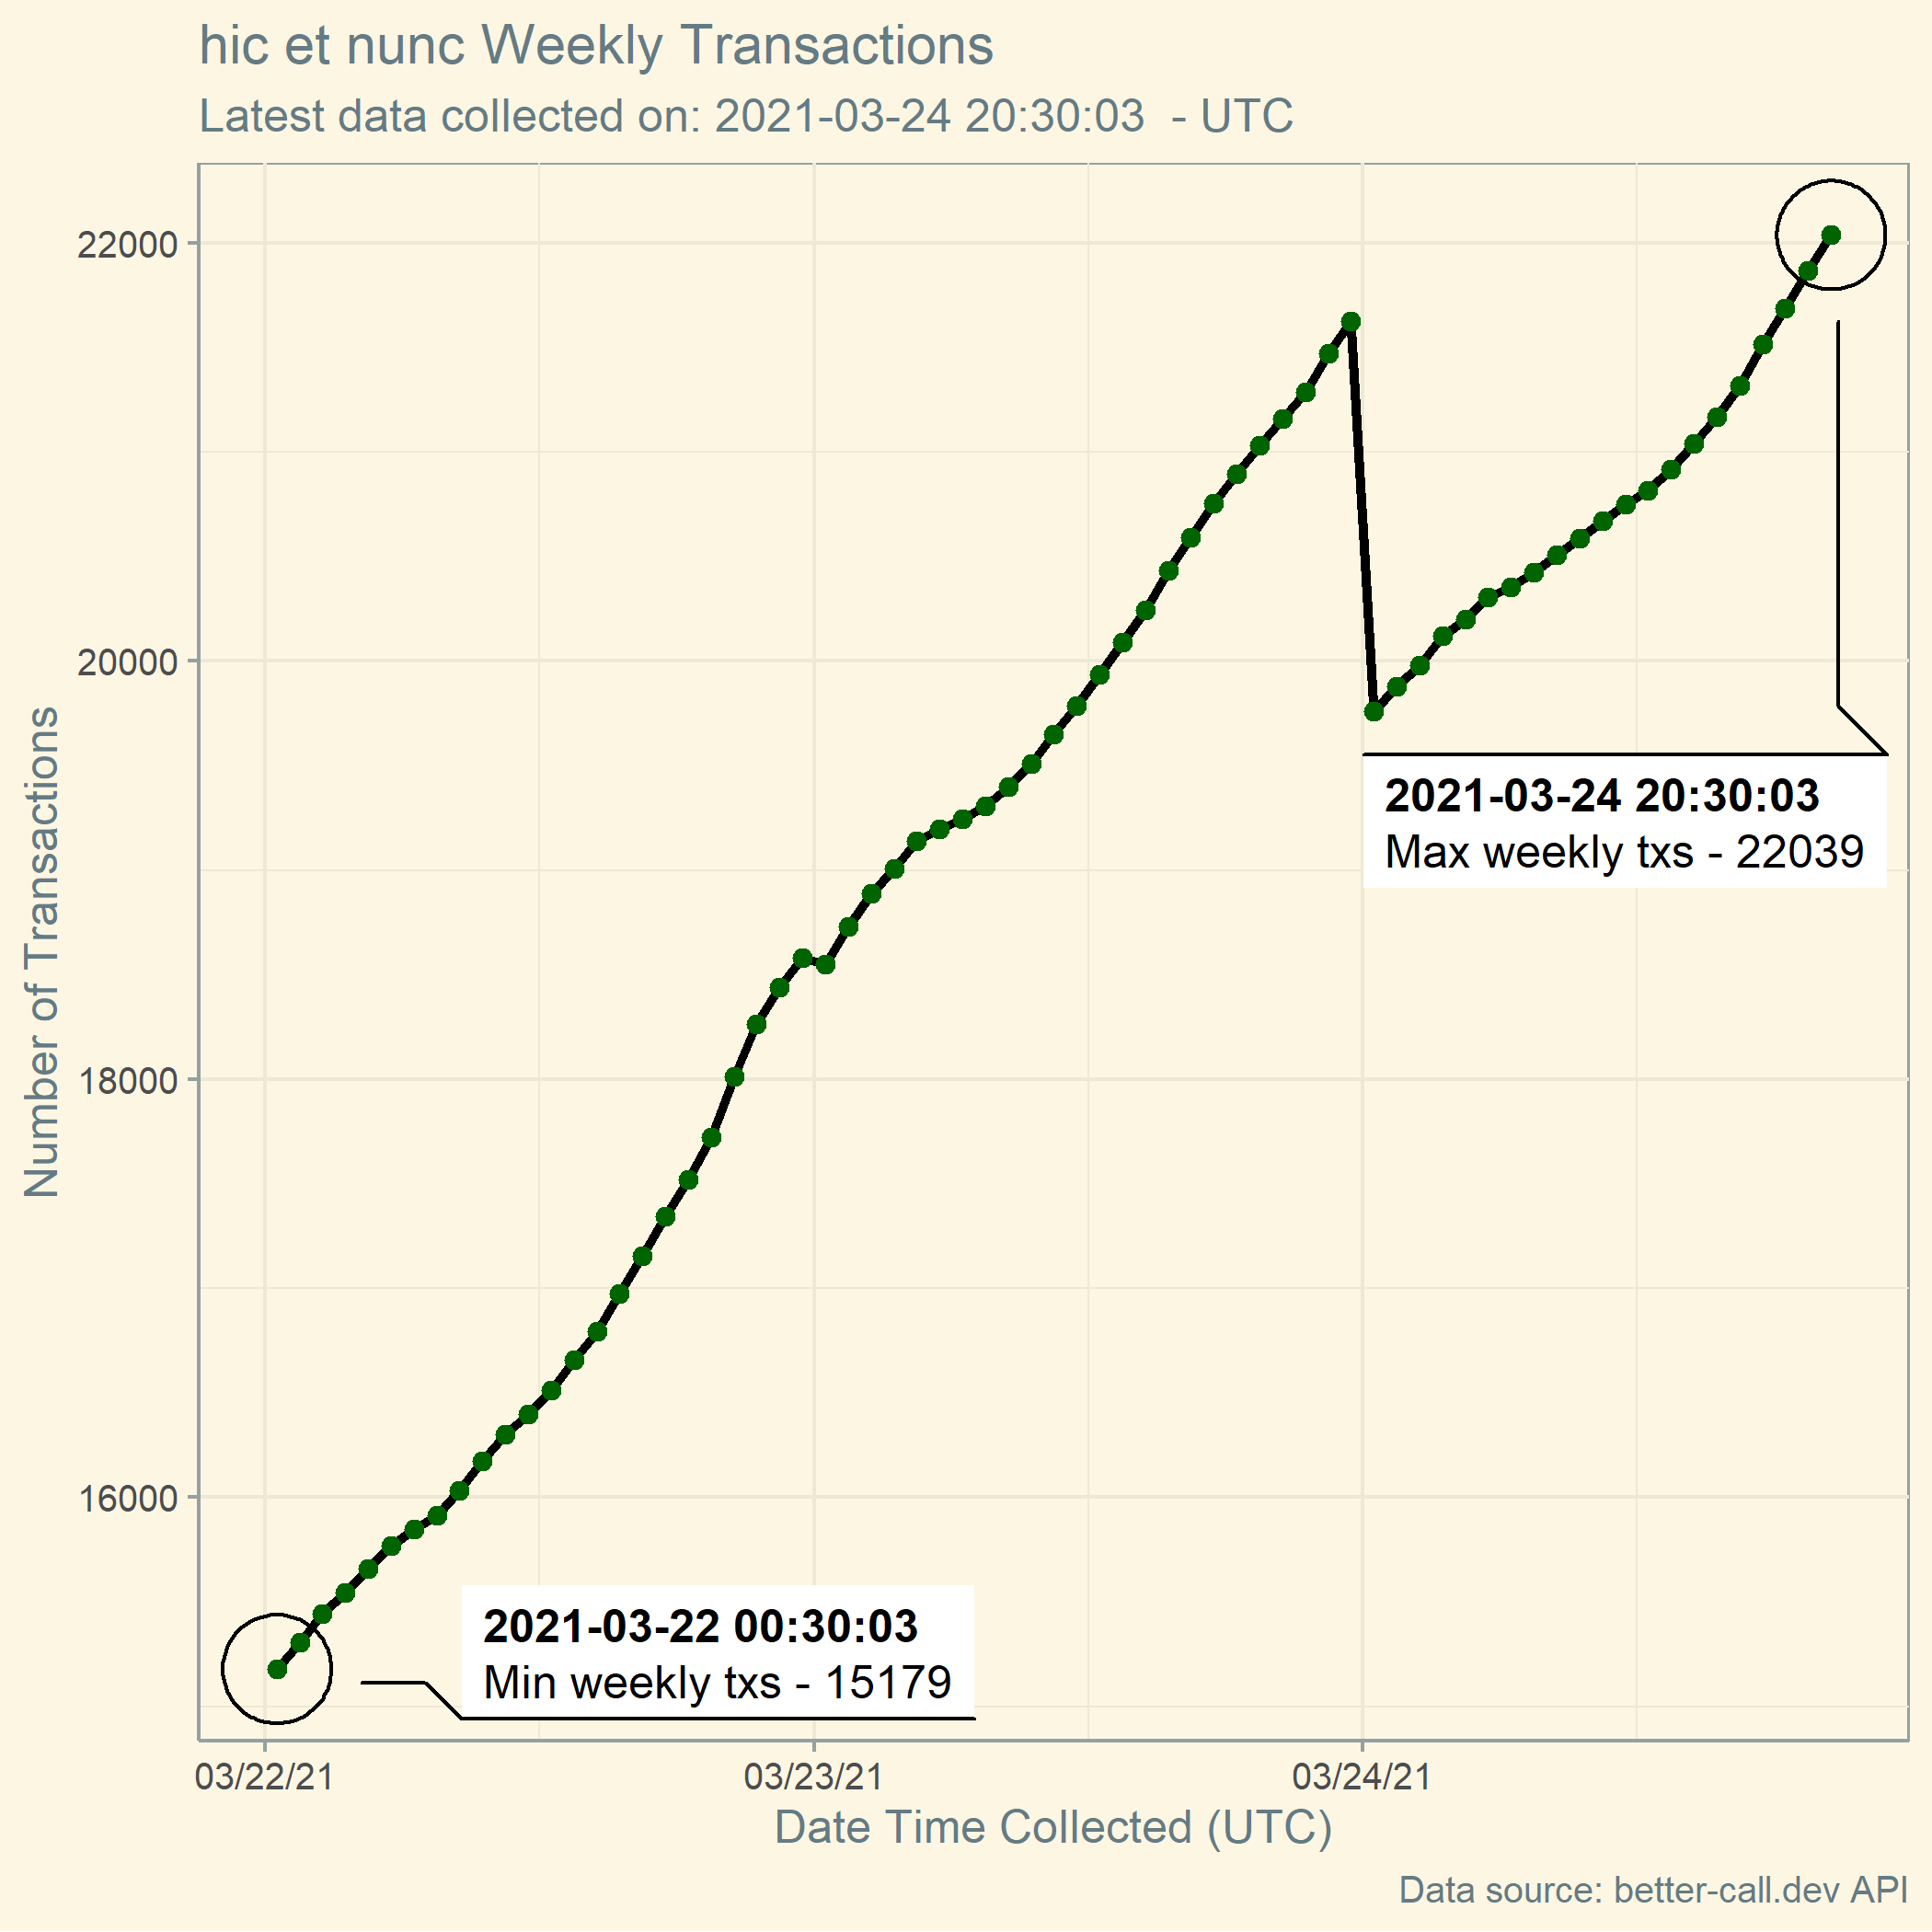 hic et nunc Weekly Transactions
Latest data collected on: 2021-03-24 20:30:03  - UTC
Number of Transactions
22000
20000
18000
16000
2021-03-24 20:30:03
Max weekly txs - 22039
2021-03-22 00:30:03
Min weekly txs - 15179
03/22/21
03/23/21
03/24/21
Date Time Collected (UTC)
Data source: better-call.dev API